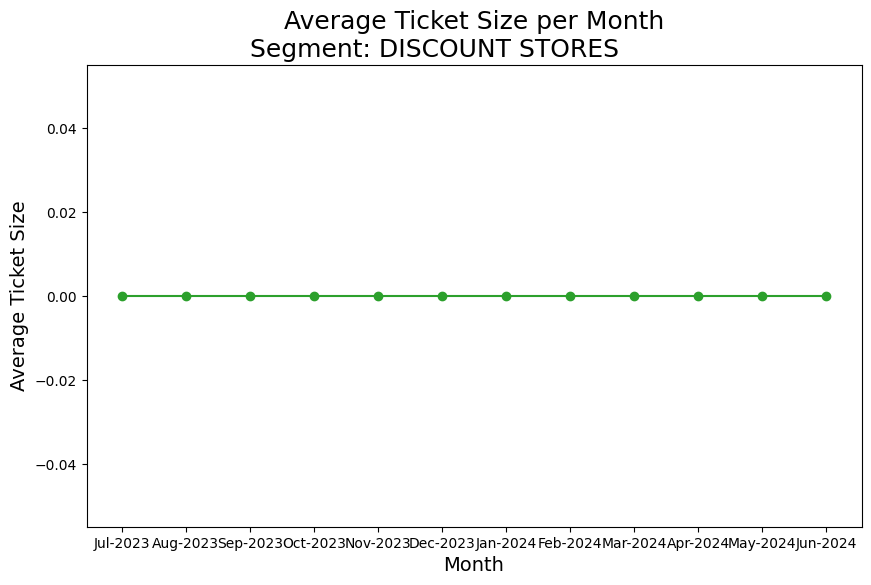 Average Ticket Size per Month
Segment: DISCOUNT STORES
Average Ticket Size
0.04
0.02
0.00
−0.02
−0.04
Jul-2023 Aug-2023 Sep-2023 Oct-2023 Nov-2023 Dec-2023 Jan-2024 Feb-2024 Mar-2024 Apr-2024 May-2024 Jun-2024
Month